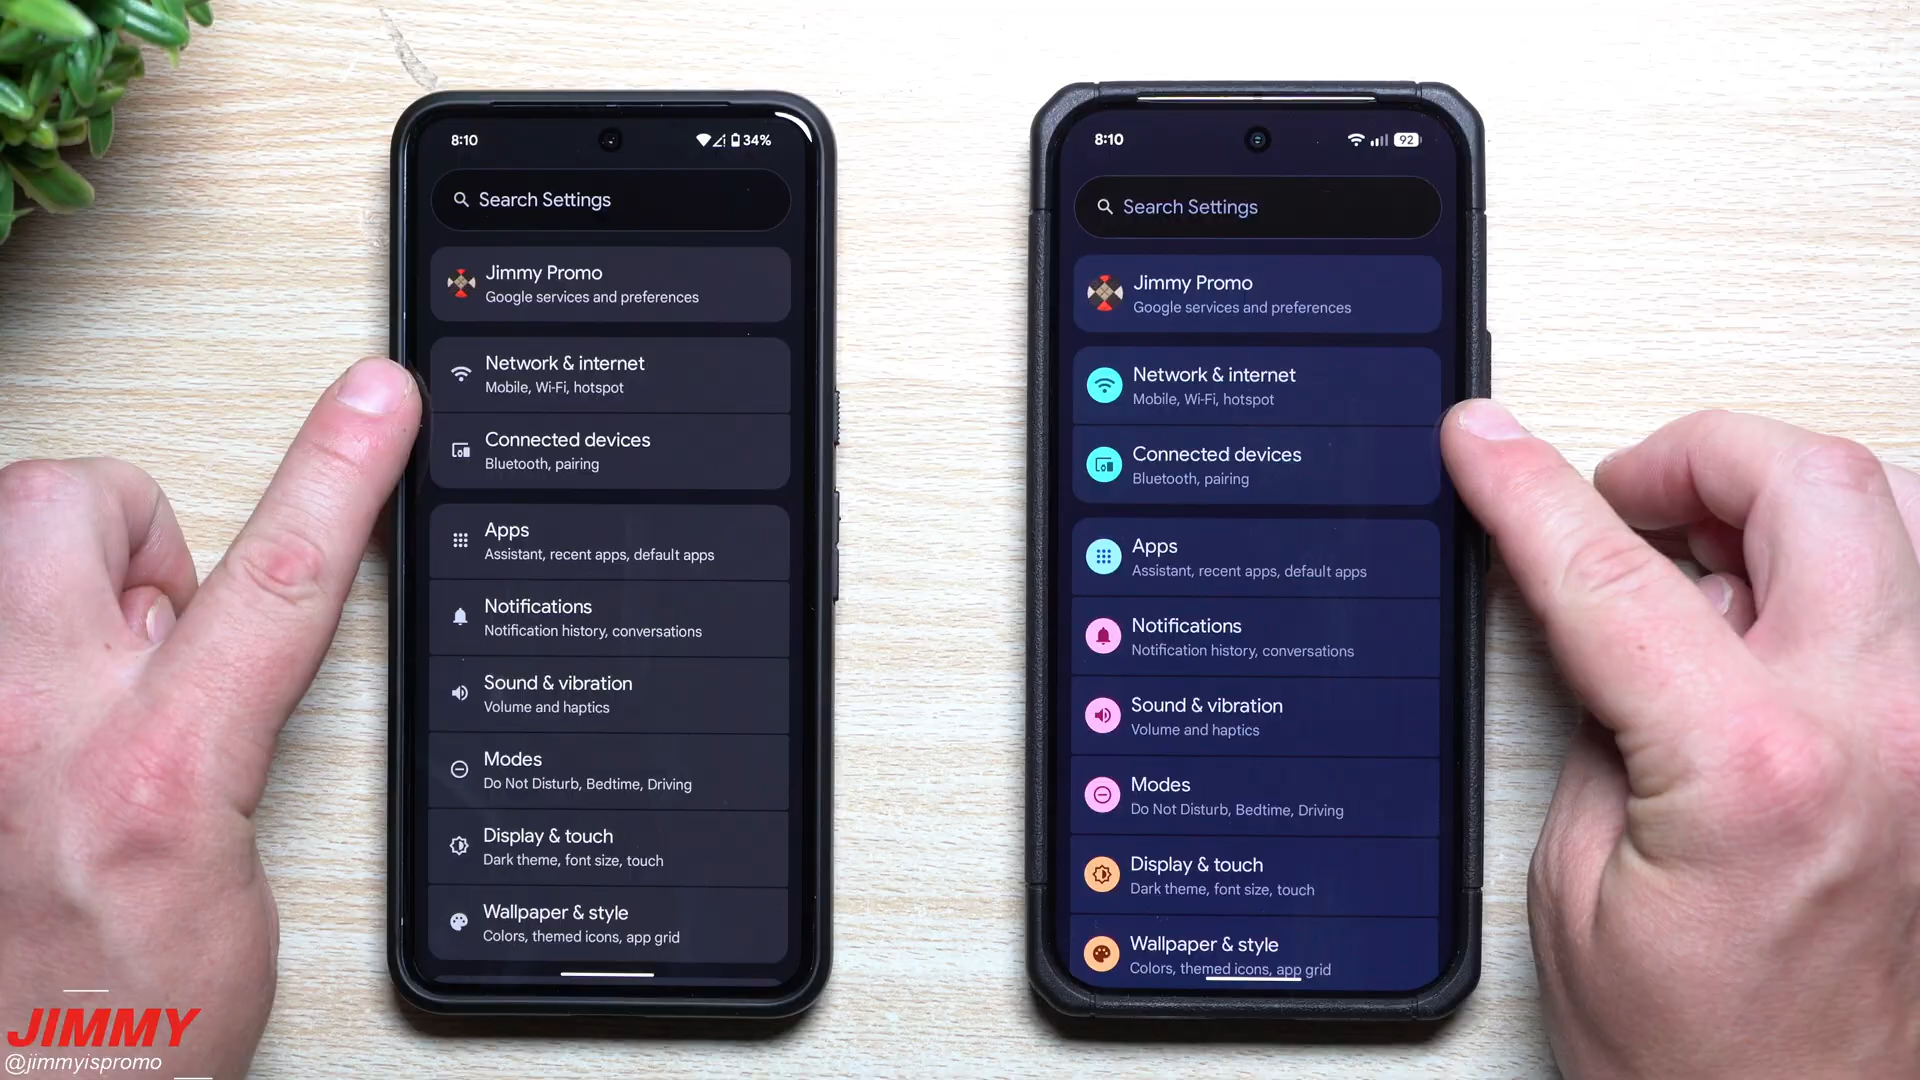 8:10
34%
Search Settings
Jimmy Promo
Google services and preferences
Network & internet
Mobile, Wi-Fi, hotspot
Connected devices
Bluetooth, pairing
Apps
Assistant, recent apps, default apps
Notifications
Notification history, conversations
Sound & vibration
Volume and haptics
Modes
Do Not Disturb, Bedtime, Driving
Display & touch
Dark theme, font size, touch
Wallpaper & style
Colors, themed icons, app grid
8:10
92
Search Settings
Jimmy Promo
Google services and preferences
Network & internet
Mobile, Wi-Fi, hotspot
Connected devices
Bluetooth, pairing
Apps
Assistant, recent apps, default apps
Notifications
Notification history, conversations
Sound & vibration
Volume and haptics
Modes
Do Not Disturb, Bedtime, Driving
Display & touch
Dark theme, font size, touch
Wallpaper & style
Colors, themed icons, app grid
JIMMY
@jimmyispromo